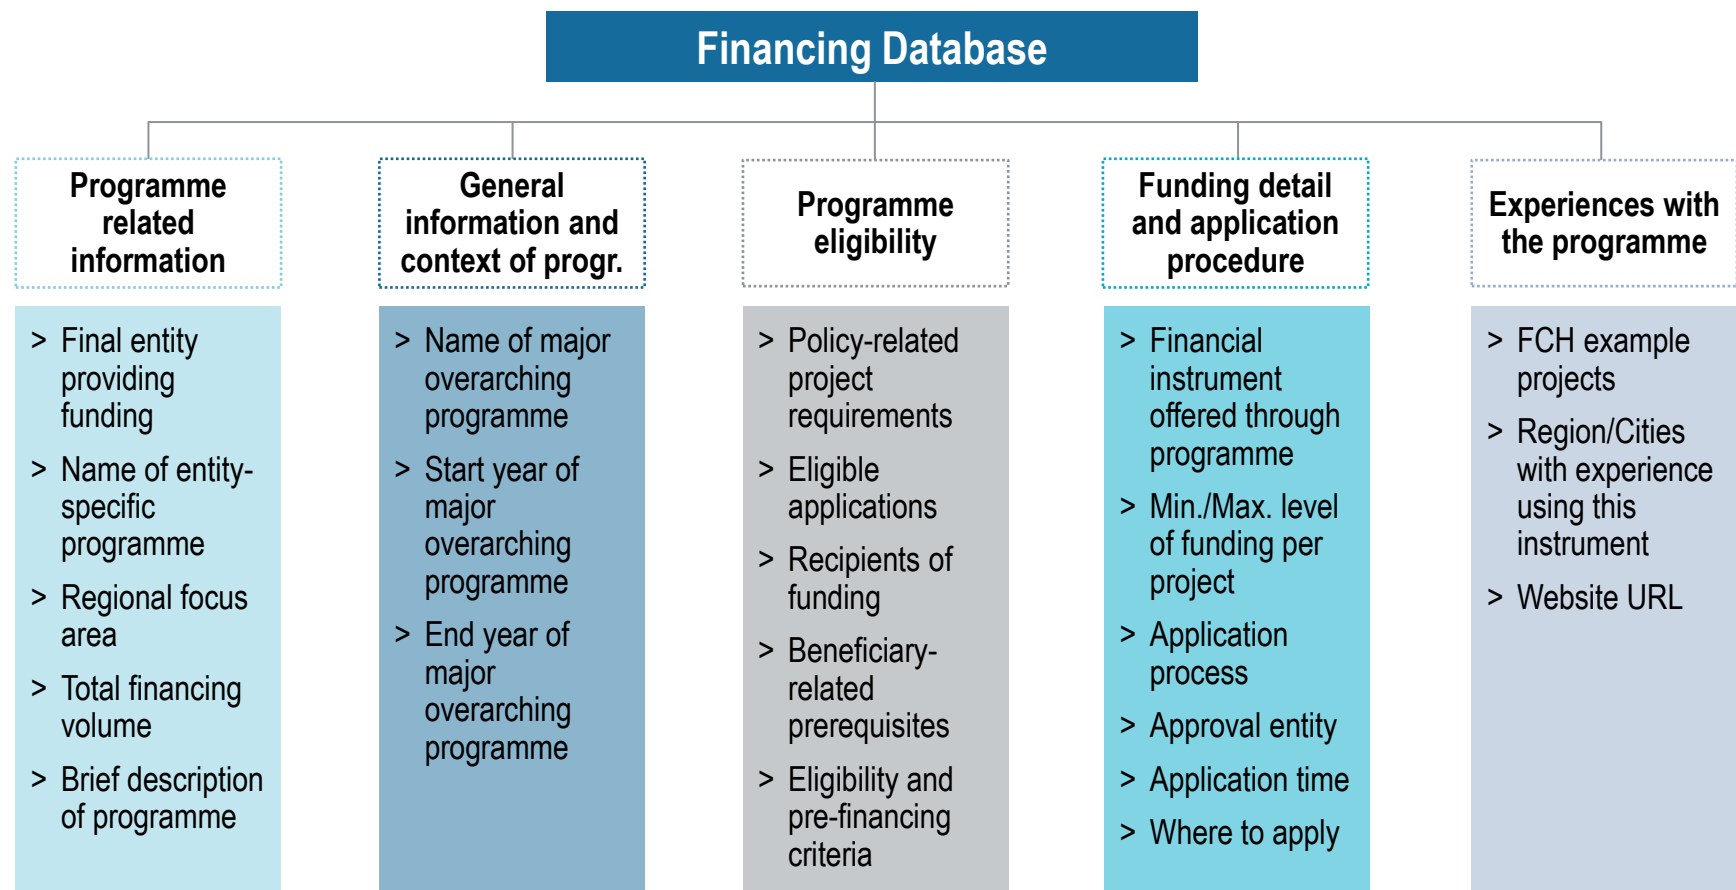 Financing Database
Programme
related
information
> Final entity
providing
funding
> Name of entity-
specific
programme
> Regional focus
area
> Total financing
volume
> Brief description
of programme
General
information and
context of progr.
> Name of major
overarching
programme
> Start year of
major
overarching
programme
> End year of
major
overarching
programme
Programme
eligibility
> Policy-related
project
requirements
> Eligible
applications
> Recipients of
funding
> Beneficiary-
related
prerequisites
> Eligibility and
pre-financing
criteria
Funding detail
and application
procedure
> Financial
instrument
offered through
programme
> Min./Max. level
of funding per
project
> Application
process
> Approval entity
> Application time
> Where to apply
Experiences with
the programme
> FCH example
projects
> Region/Cities
with experience
using this
instrument
> Website URL